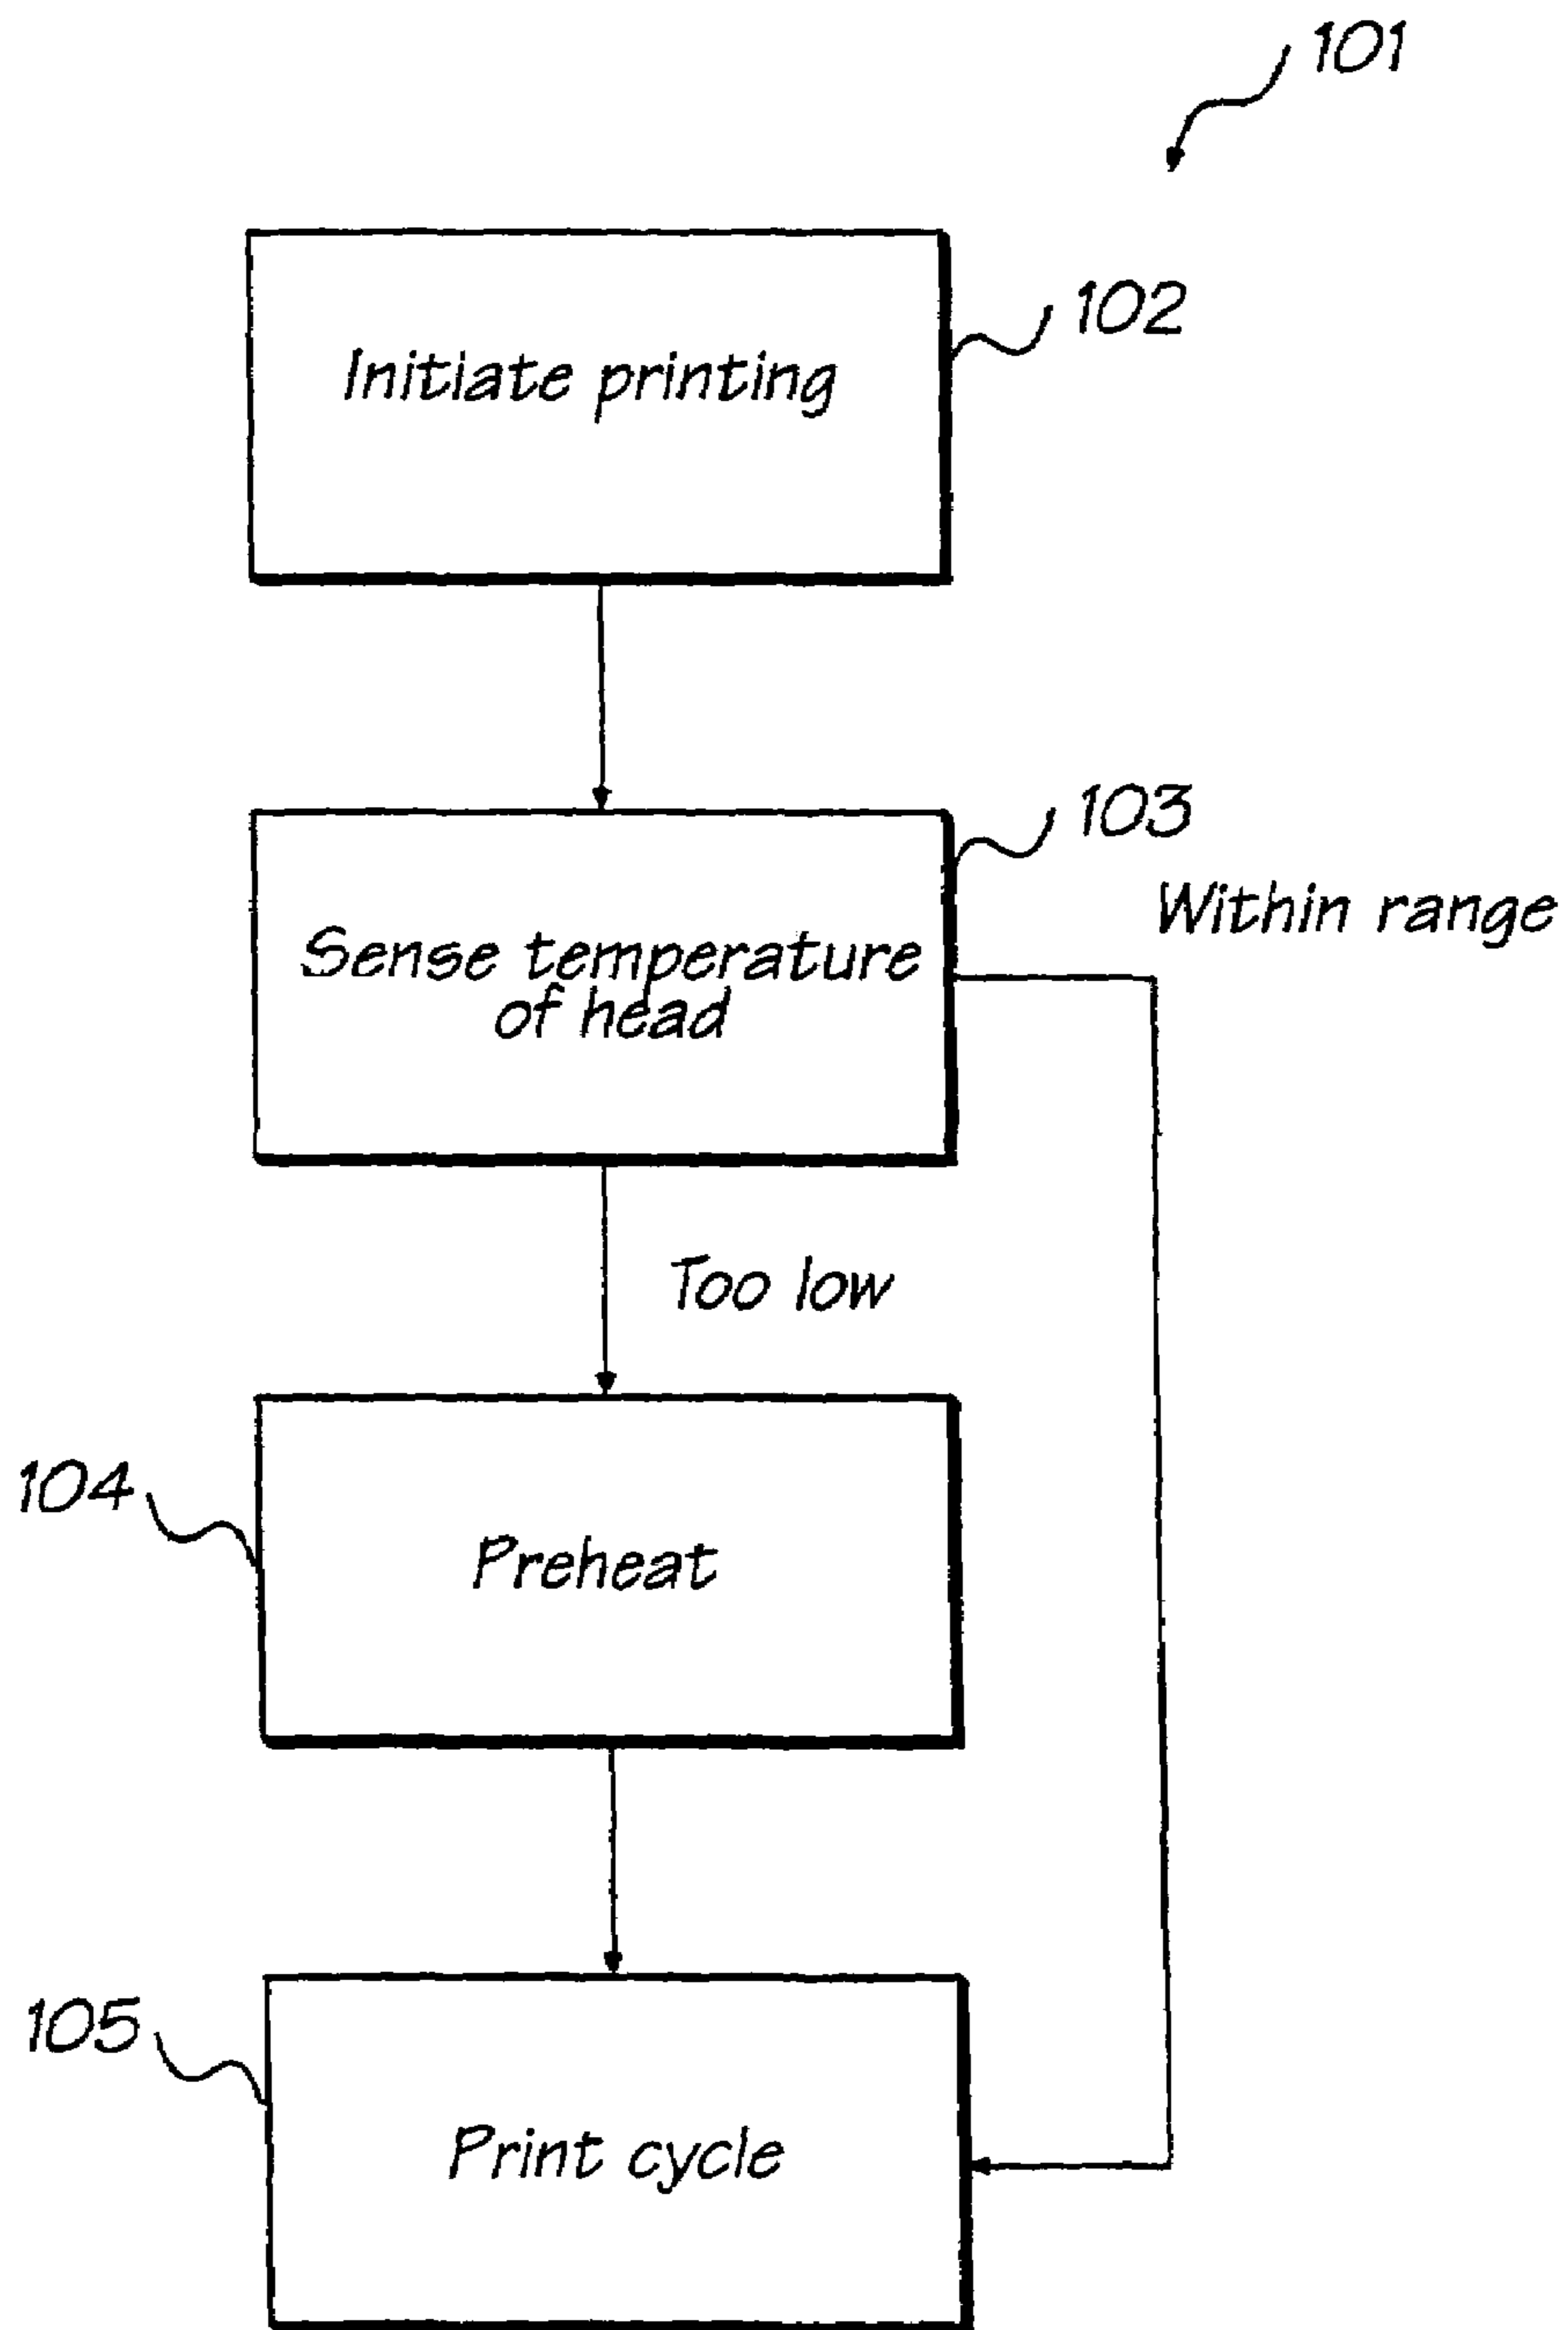 101
Initiate printing
102
103
Within range
Sense temperature
of head
Too low
104
Preheat
105
Print cycle